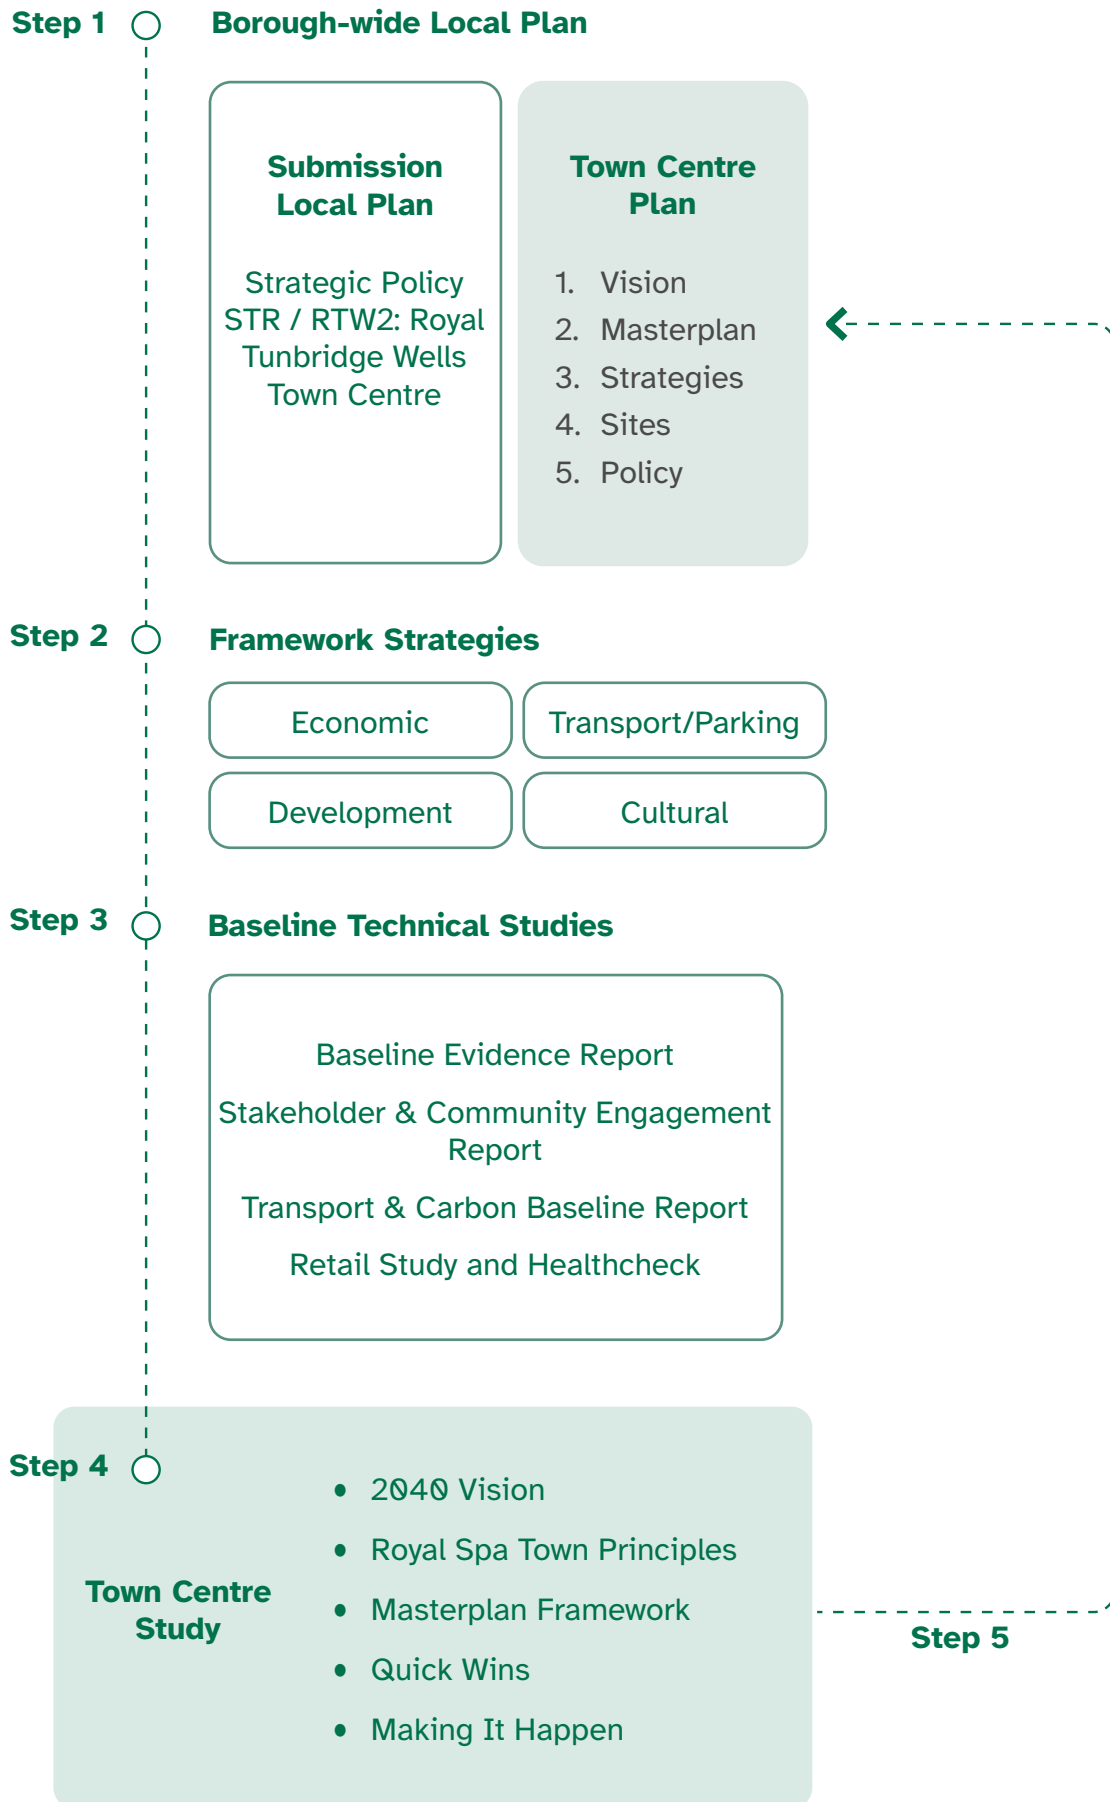 Step 1
Borough-wide Local Plan
Submission
Local Plan
Strategic Policy
STR / RTW2: Royal
Tunbridge Wells
Town Centre
Town Centre
Plan
1. Vision
2. Masterplan
3. Strategies
4. Sites
5. Policy
Step 2
Framework Strategies
Economic
Transport/Parking
Development
Cultural
Step 3
Baseline Technical Studies
Baseline Evidence Report
Stakeholder & Community Engagement
Report
Transport & Carbon Baseline Report
Retail Study and Healthcheck
Step 4
Town Centre
Study
• 2040 Vision
• Royal Spa Town Principles
• Masterplan Framework
• Quick Wins
• Making It Happen
Step 5